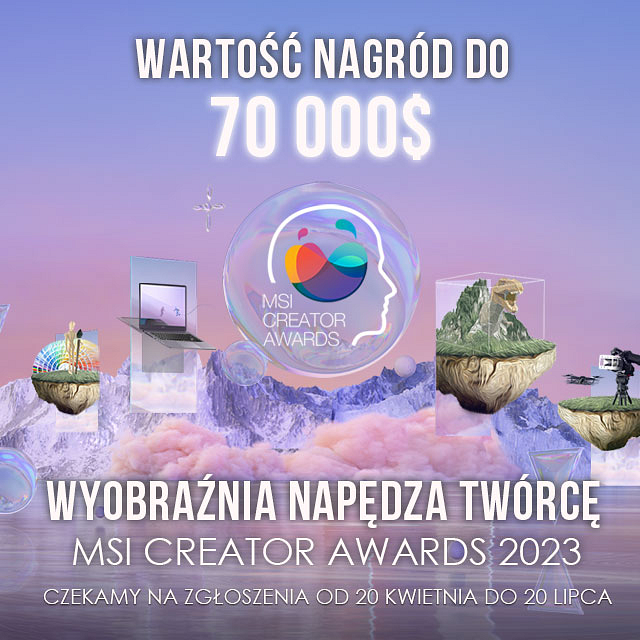 WARTOŚĆ NAGRÓD DO
70 000$
MSI
CREATOR
AWARDS
WYOBRAŹNIA NAPĘDZA TWÓRCĘ
MSI CREATOR AWARDS 2023
CZEKAMY NA ZGŁOSZENIA OD 20 KWIETNIA DO 20 LIPCA